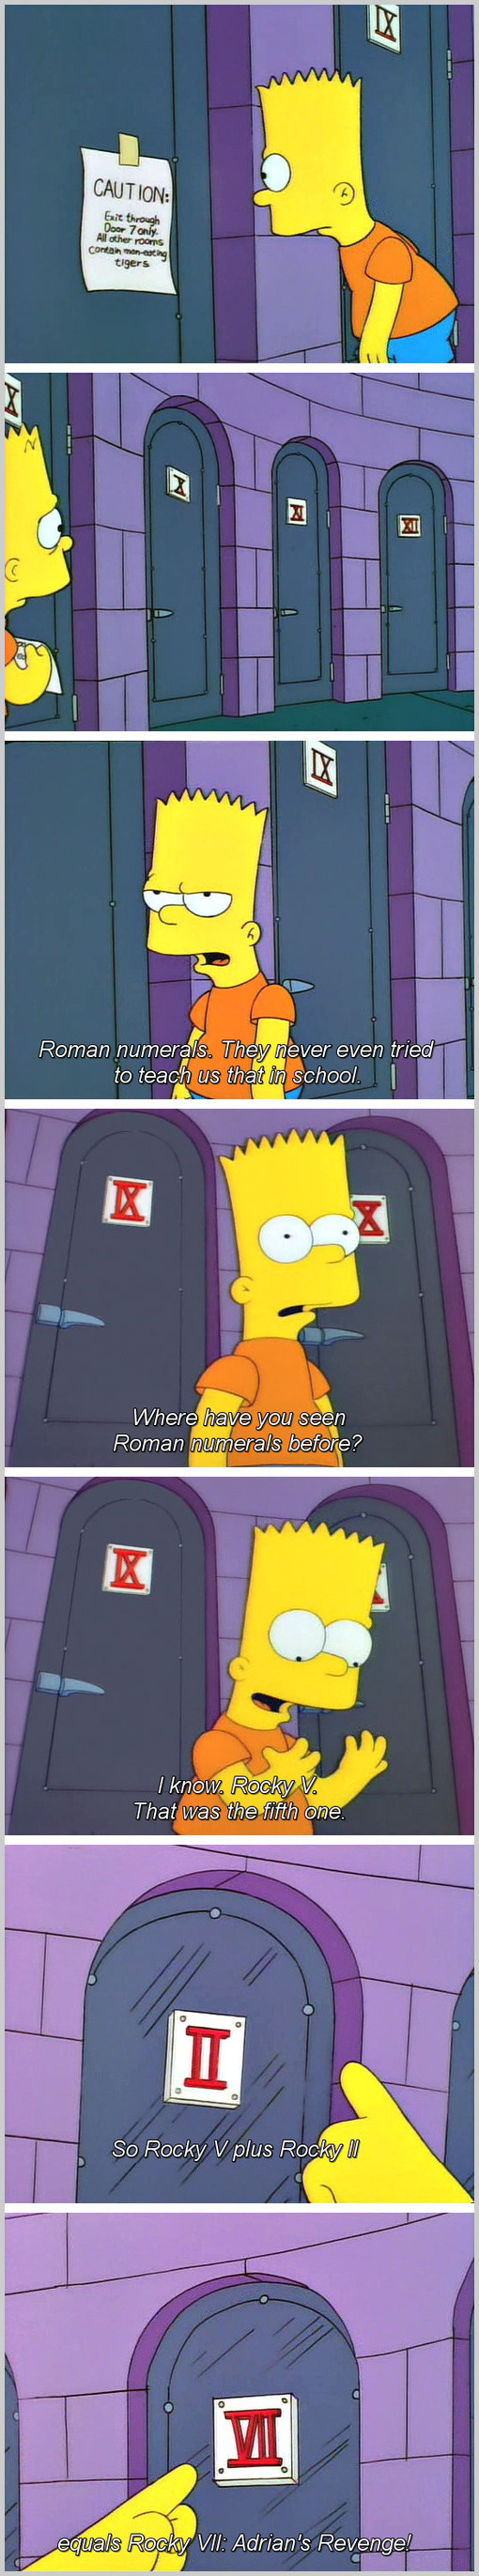 IX
CAUTION:
Exit through
Door 7 only.
All other rooms
contain man-eating
tigers
X
X
XI
XII
IX
Roman numerals. They never even tried
to teach us that in school.
IX
X
Where have you seen
Roman numerals before?
IX
I know. Rocky V.
That was the fifth one.
II
So Rocky V plus Rocky II
VII
equals Rocky VII: Adrian's Revenge!